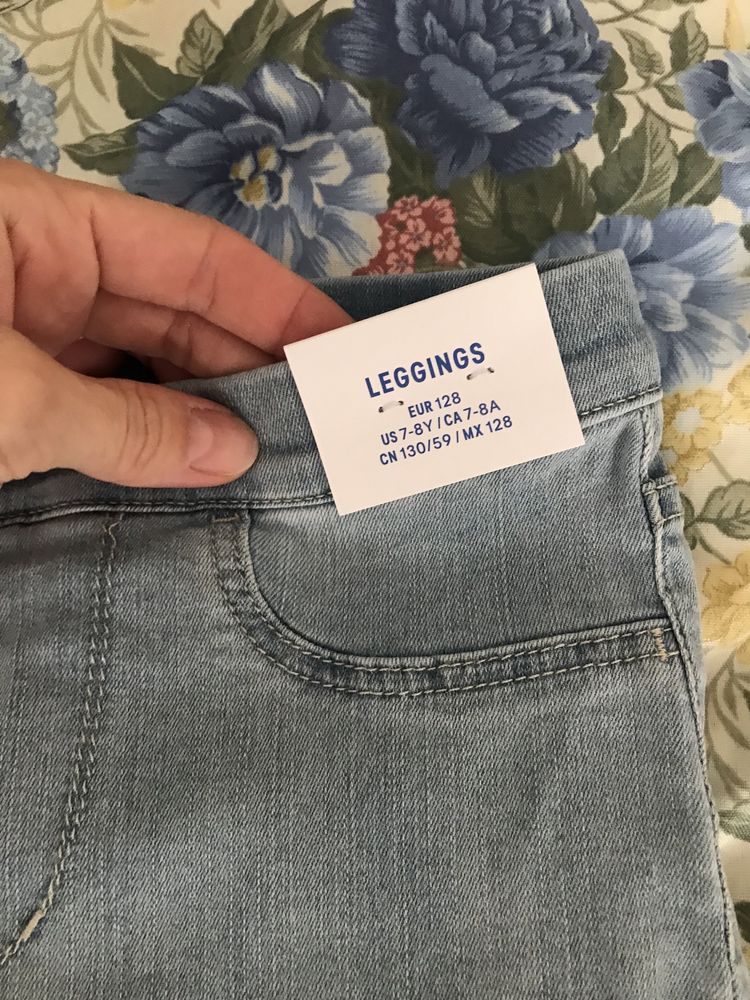 LEGGINGS
EUR 128
US 7-8Y / CA 7-8A
CN 130/59 / MX 128